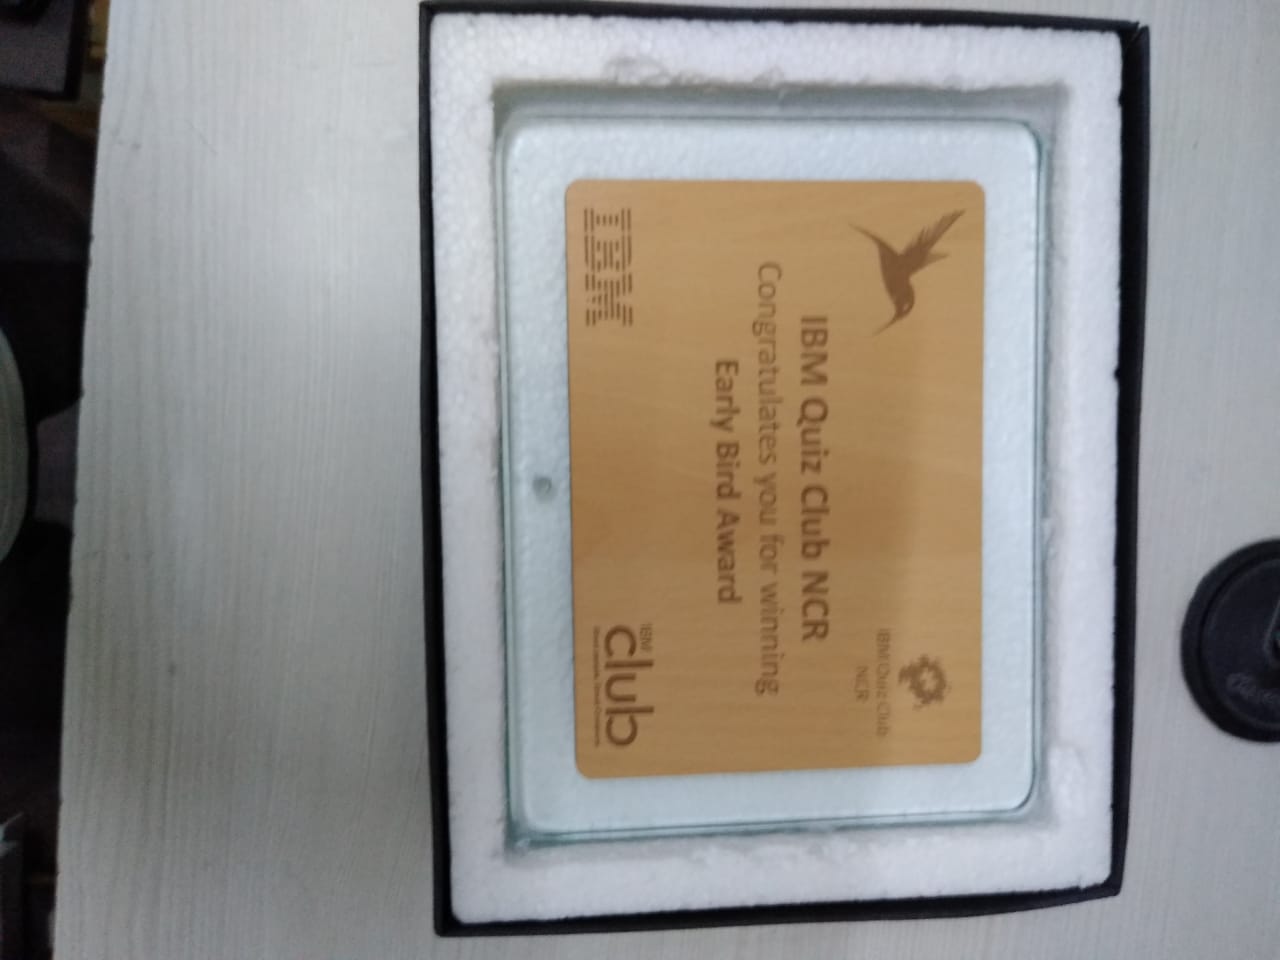 IBM Quiz Club
NCR
IBM Quiz Club NCR
Congratulates you for winning
Early Bird Award
IBM
IBM
club